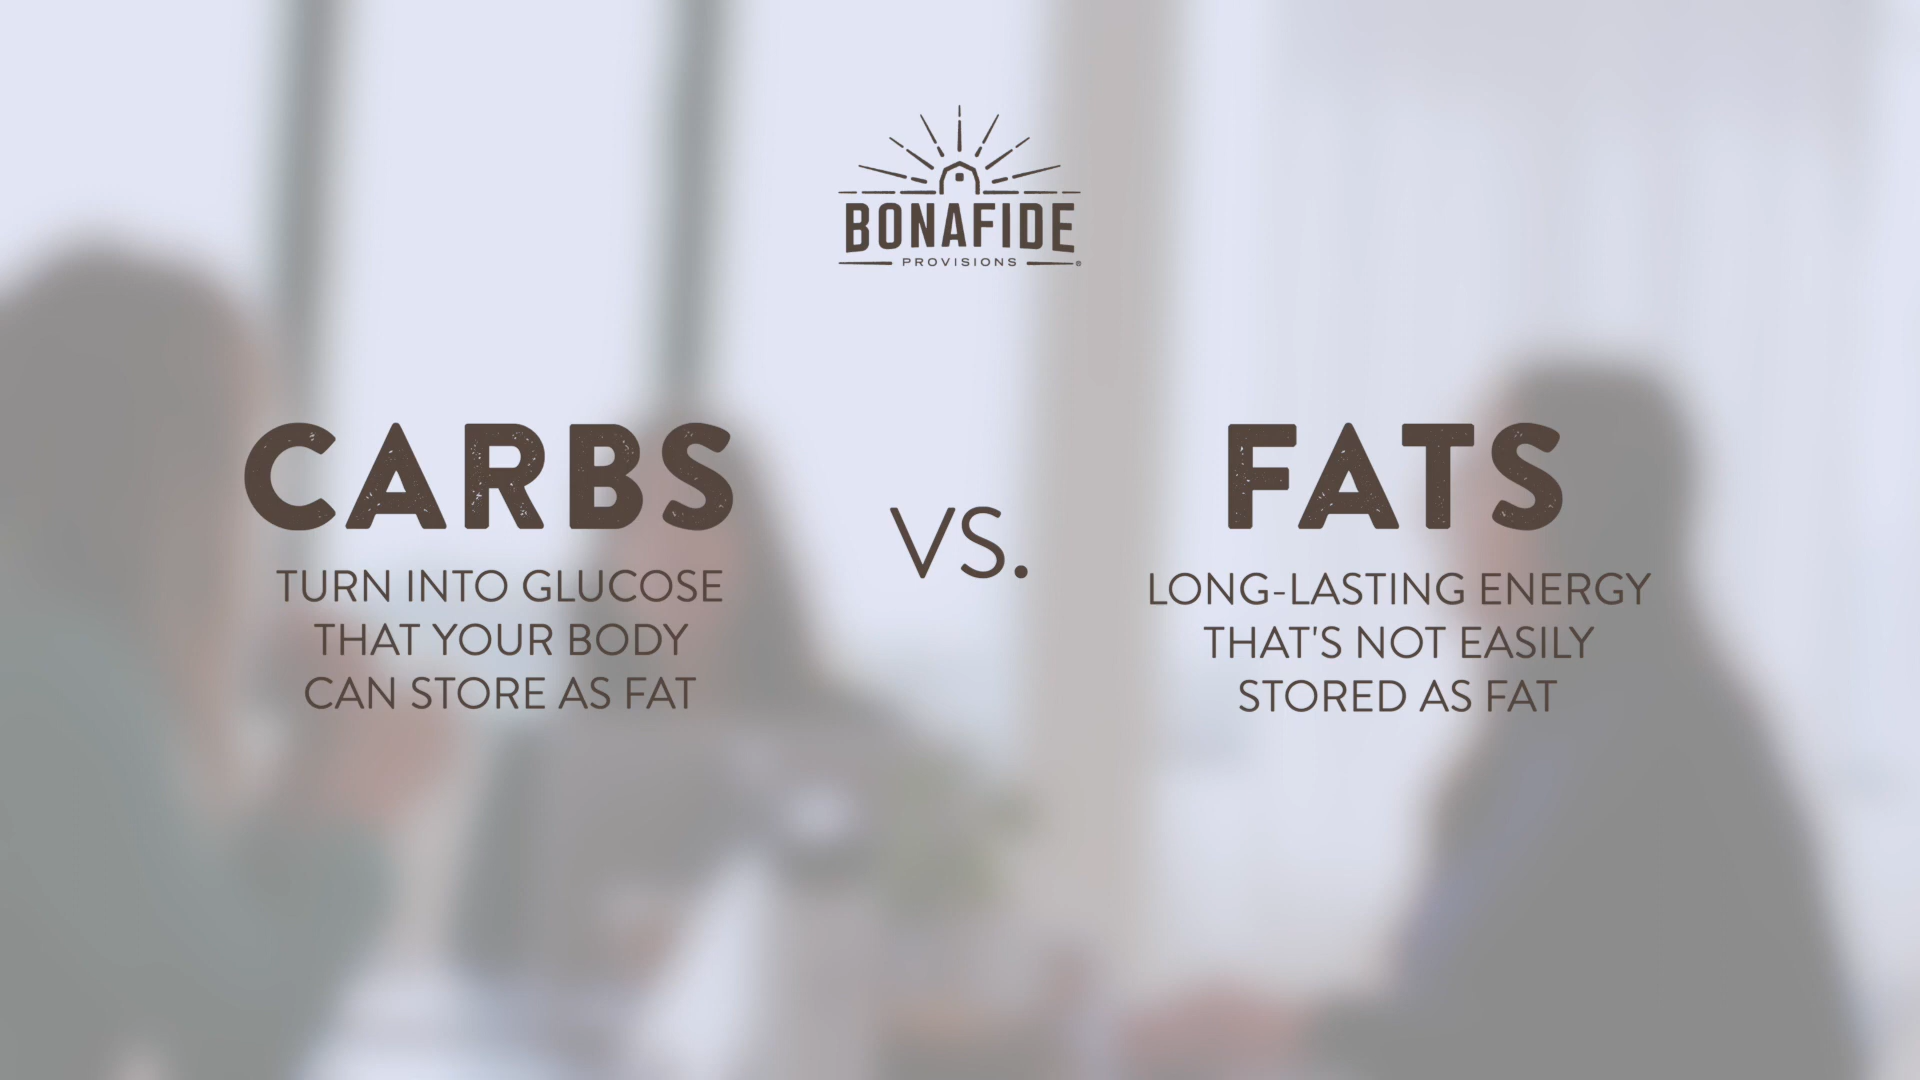 BONAFIDE
PROVISIONS®
CARBS
TURN INTO GLUCOSE
THAT YOUR BODY
CAN STORE AS FAT
VS.
FATS
LONG-LASTING ENERGY
THAT'S NOT EASILY
STORED AS FAT